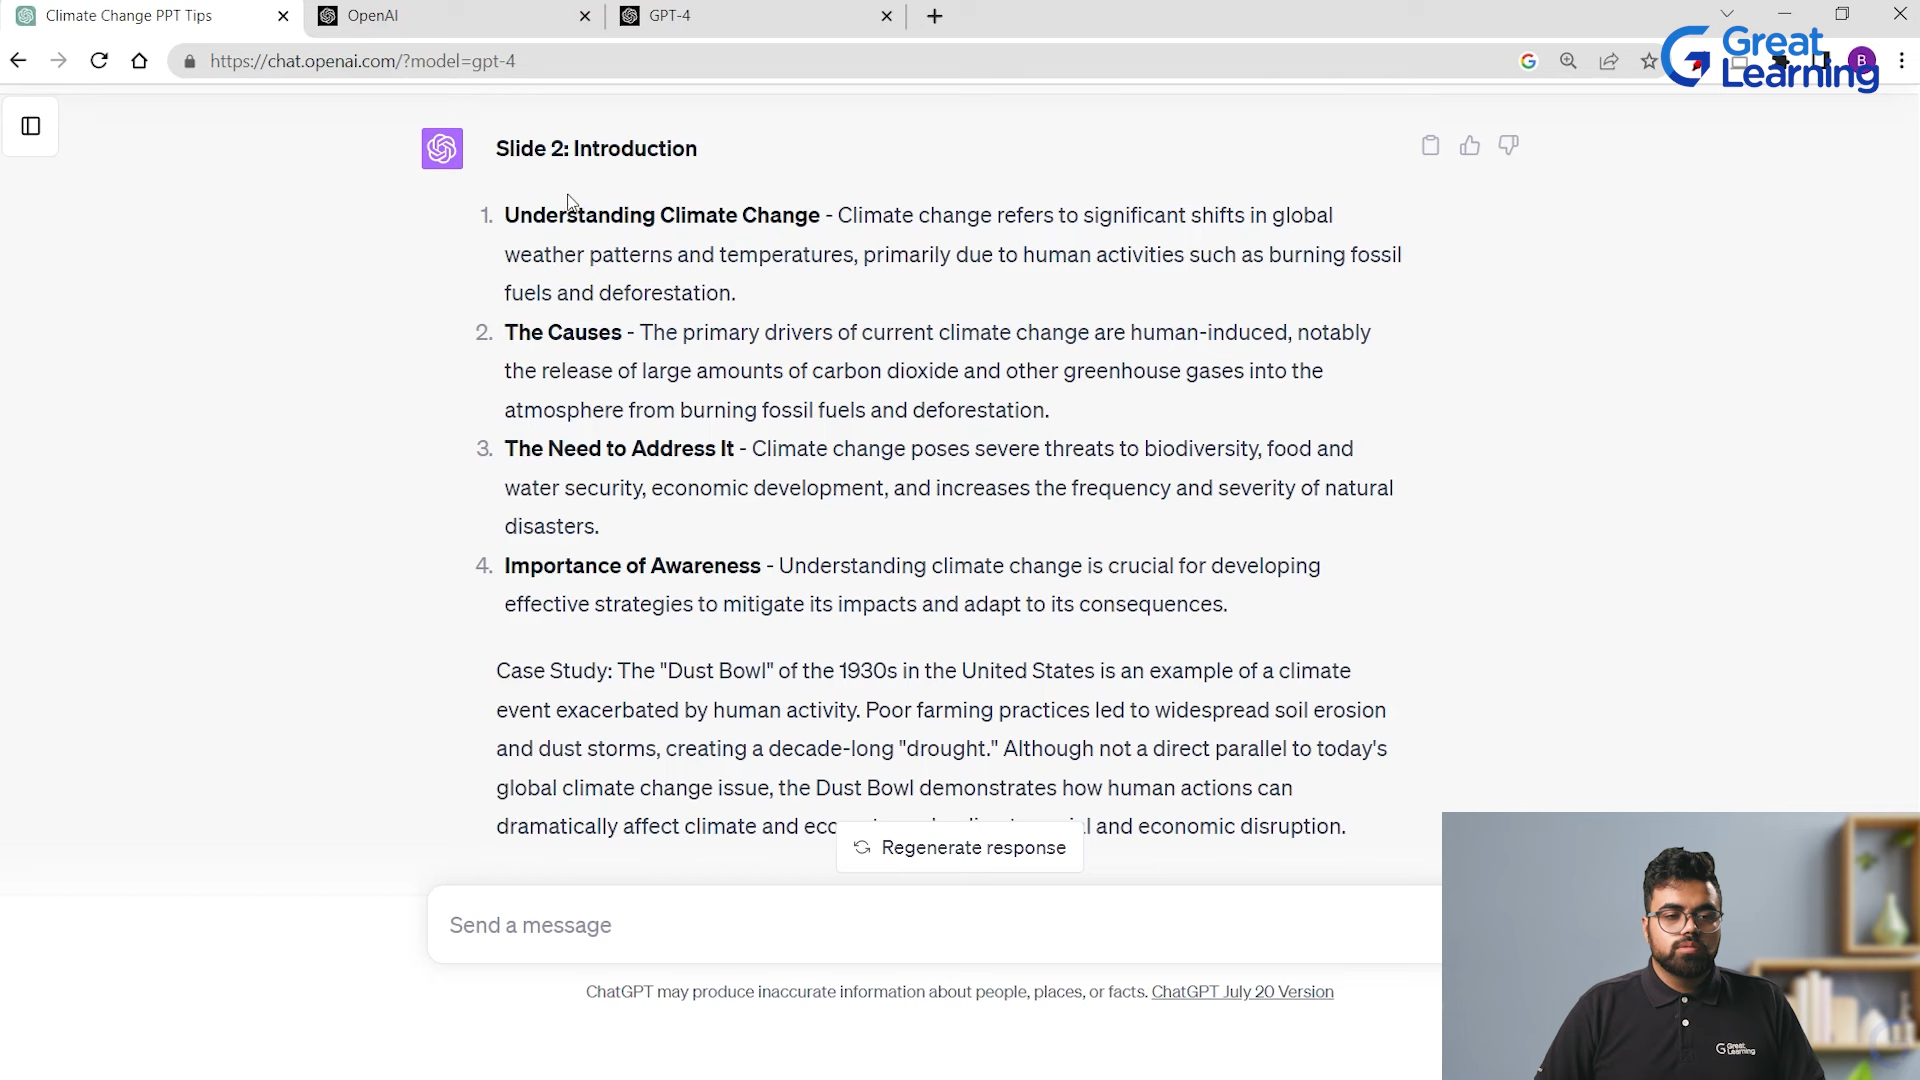 Climate Change PPT Tips
OpenAI
GPT-4
https://chat.openai.com/?model=gpt-4
B
Great
Learning
Slide 2: Introduction
1. Understanding Climate Change - Climate change refers to significant shifts in global
weather patterns and temperatures, primarily due to human activities such as burning fossil
fuels and deforestation.
2. The Causes - The primary drivers of current climate change are human-induced, notably
the release of large amounts of carbon dioxide and other greenhouse gases into the
atmosphere from burning fossil fuels and deforestation.
3. The Need to Address It - Climate change poses severe threats to biodiversity, food and
water security, economic development, and increases the frequency and severity of natural
disasters.
4. Importance of Awareness - Understanding climate change is crucial for developing
effective strategies to mitigate its impacts and adapt to its consequences.
Case Study: The "Dust Bowl" of the 1930s in the United States is an example of a climate
event exacerbated by human activity. Poor farming practices led to widespread soil erosion
and dust storms, creating a decade-long "drought." Although not a direct parallel to today's
global climate change issue, the Dust Bowl demonstrates how human actions can
dramatically affect climate and and economic disruption.
Regenerate response
Send a message
ChatGPT may produce inaccurate information about people, places, or facts. ChatGPT July 20 Version
Great
Learning